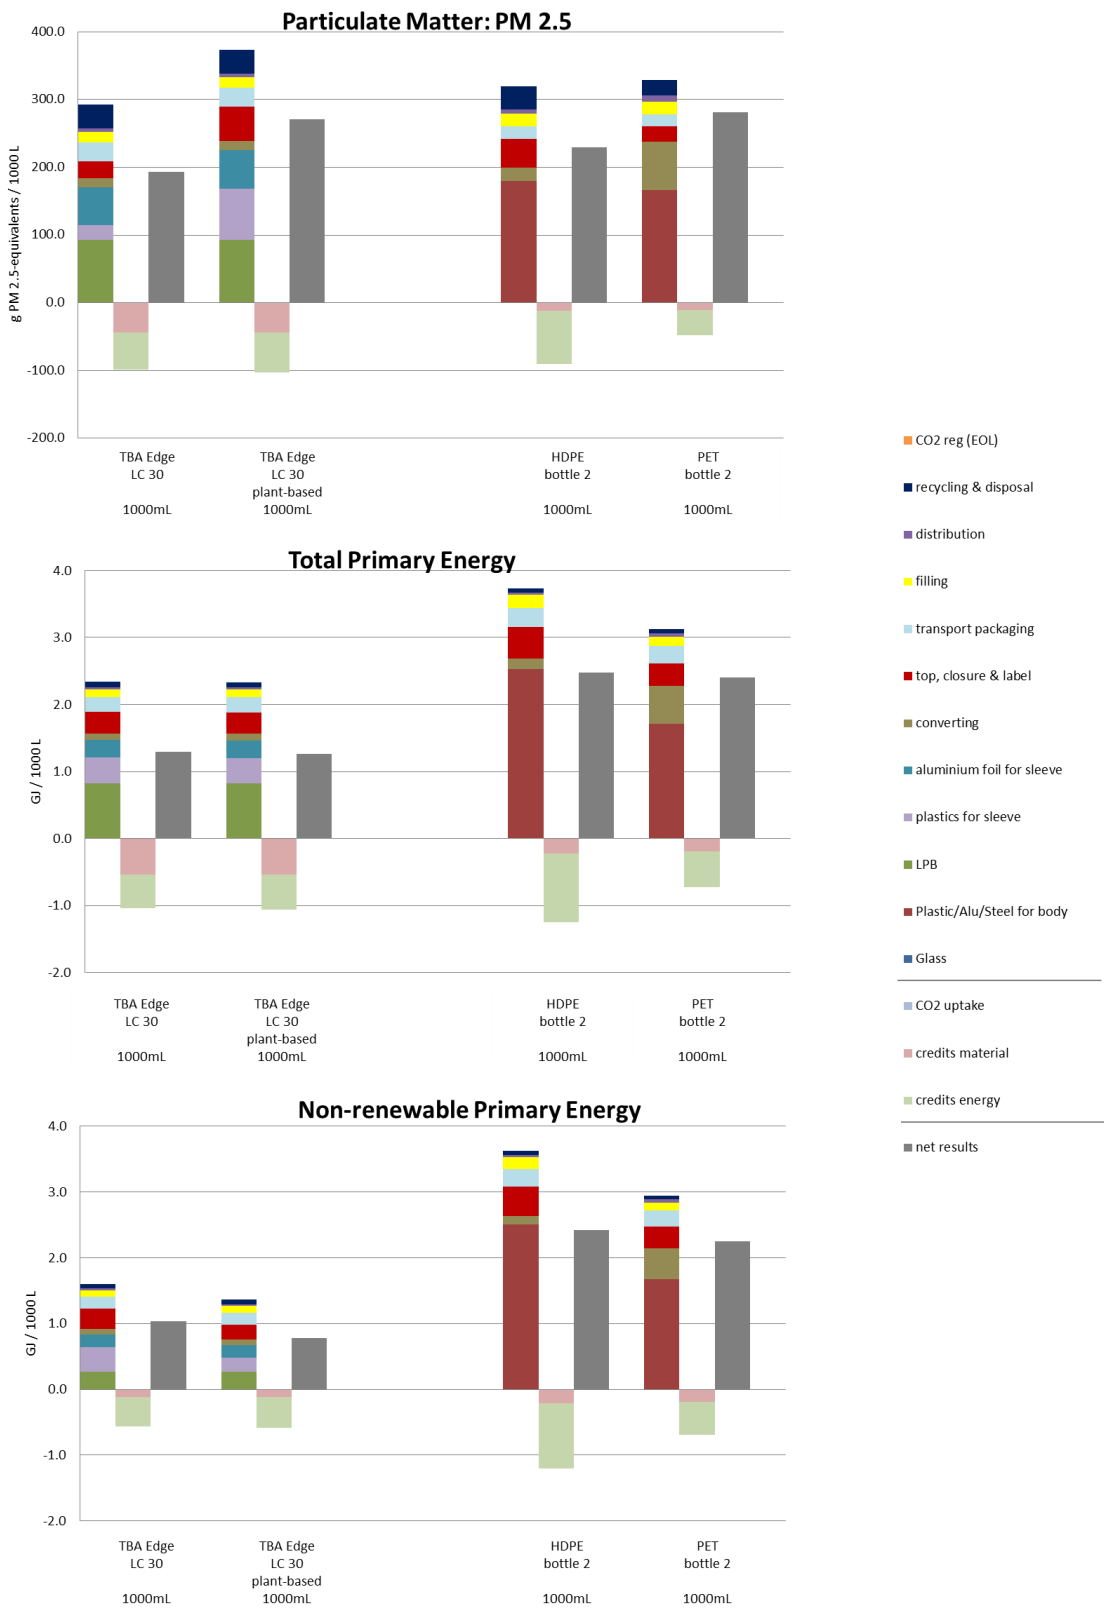 Particulate Matter: PM 2.5
g PM 2.5-equivalents / 1000 L
400.0
300.0
200.0
100.0
0.0
-100.0
-200.0
TBA Edge
LC 30
1000mL
TBA Edge
LC 30
plant-based
1000mL
HDPE
bottle 2
1000mL
PET
bottle 2
1000mL
Total Primary Energy
GJ / 1000 L
4.0
3.0
2.0
1.0
0.0
-1.0
-2.0
TBA Edge
LC 30
1000mL
TBA Edge
LC 30
plant-based
1000mL
HDPE
bottle 2
1000mL
PET
bottle 2
1000mL
Non-renewable Primary Energy
GJ / 1000 L
4.0
3.0
2.0
1.0
0.0
-1.0
-2.0
TBA Edge
LC 30
1000mL
TBA Edge
LC 30
plant-based
1000mL
HDPE
bottle 2
1000mL
PET
bottle 2
1000mL
CO2 reg (EOL)
recycling & disposal
distribution
filling
transport packaging
top, closure & label
converting
aluminium foil for sleeve
plastics for sleeve
LPB
Plastic/Alu/Steel for body
Glass
CO2 uptake
credits material
credits energy
net results